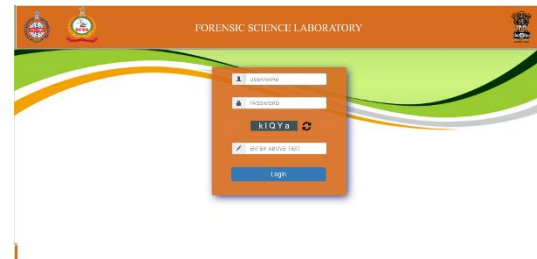 FORENSIC SCIENCE LABORATORY
USERNAME
PASSWORD
kIQYa
ENTER ABOVE TEXT
Login